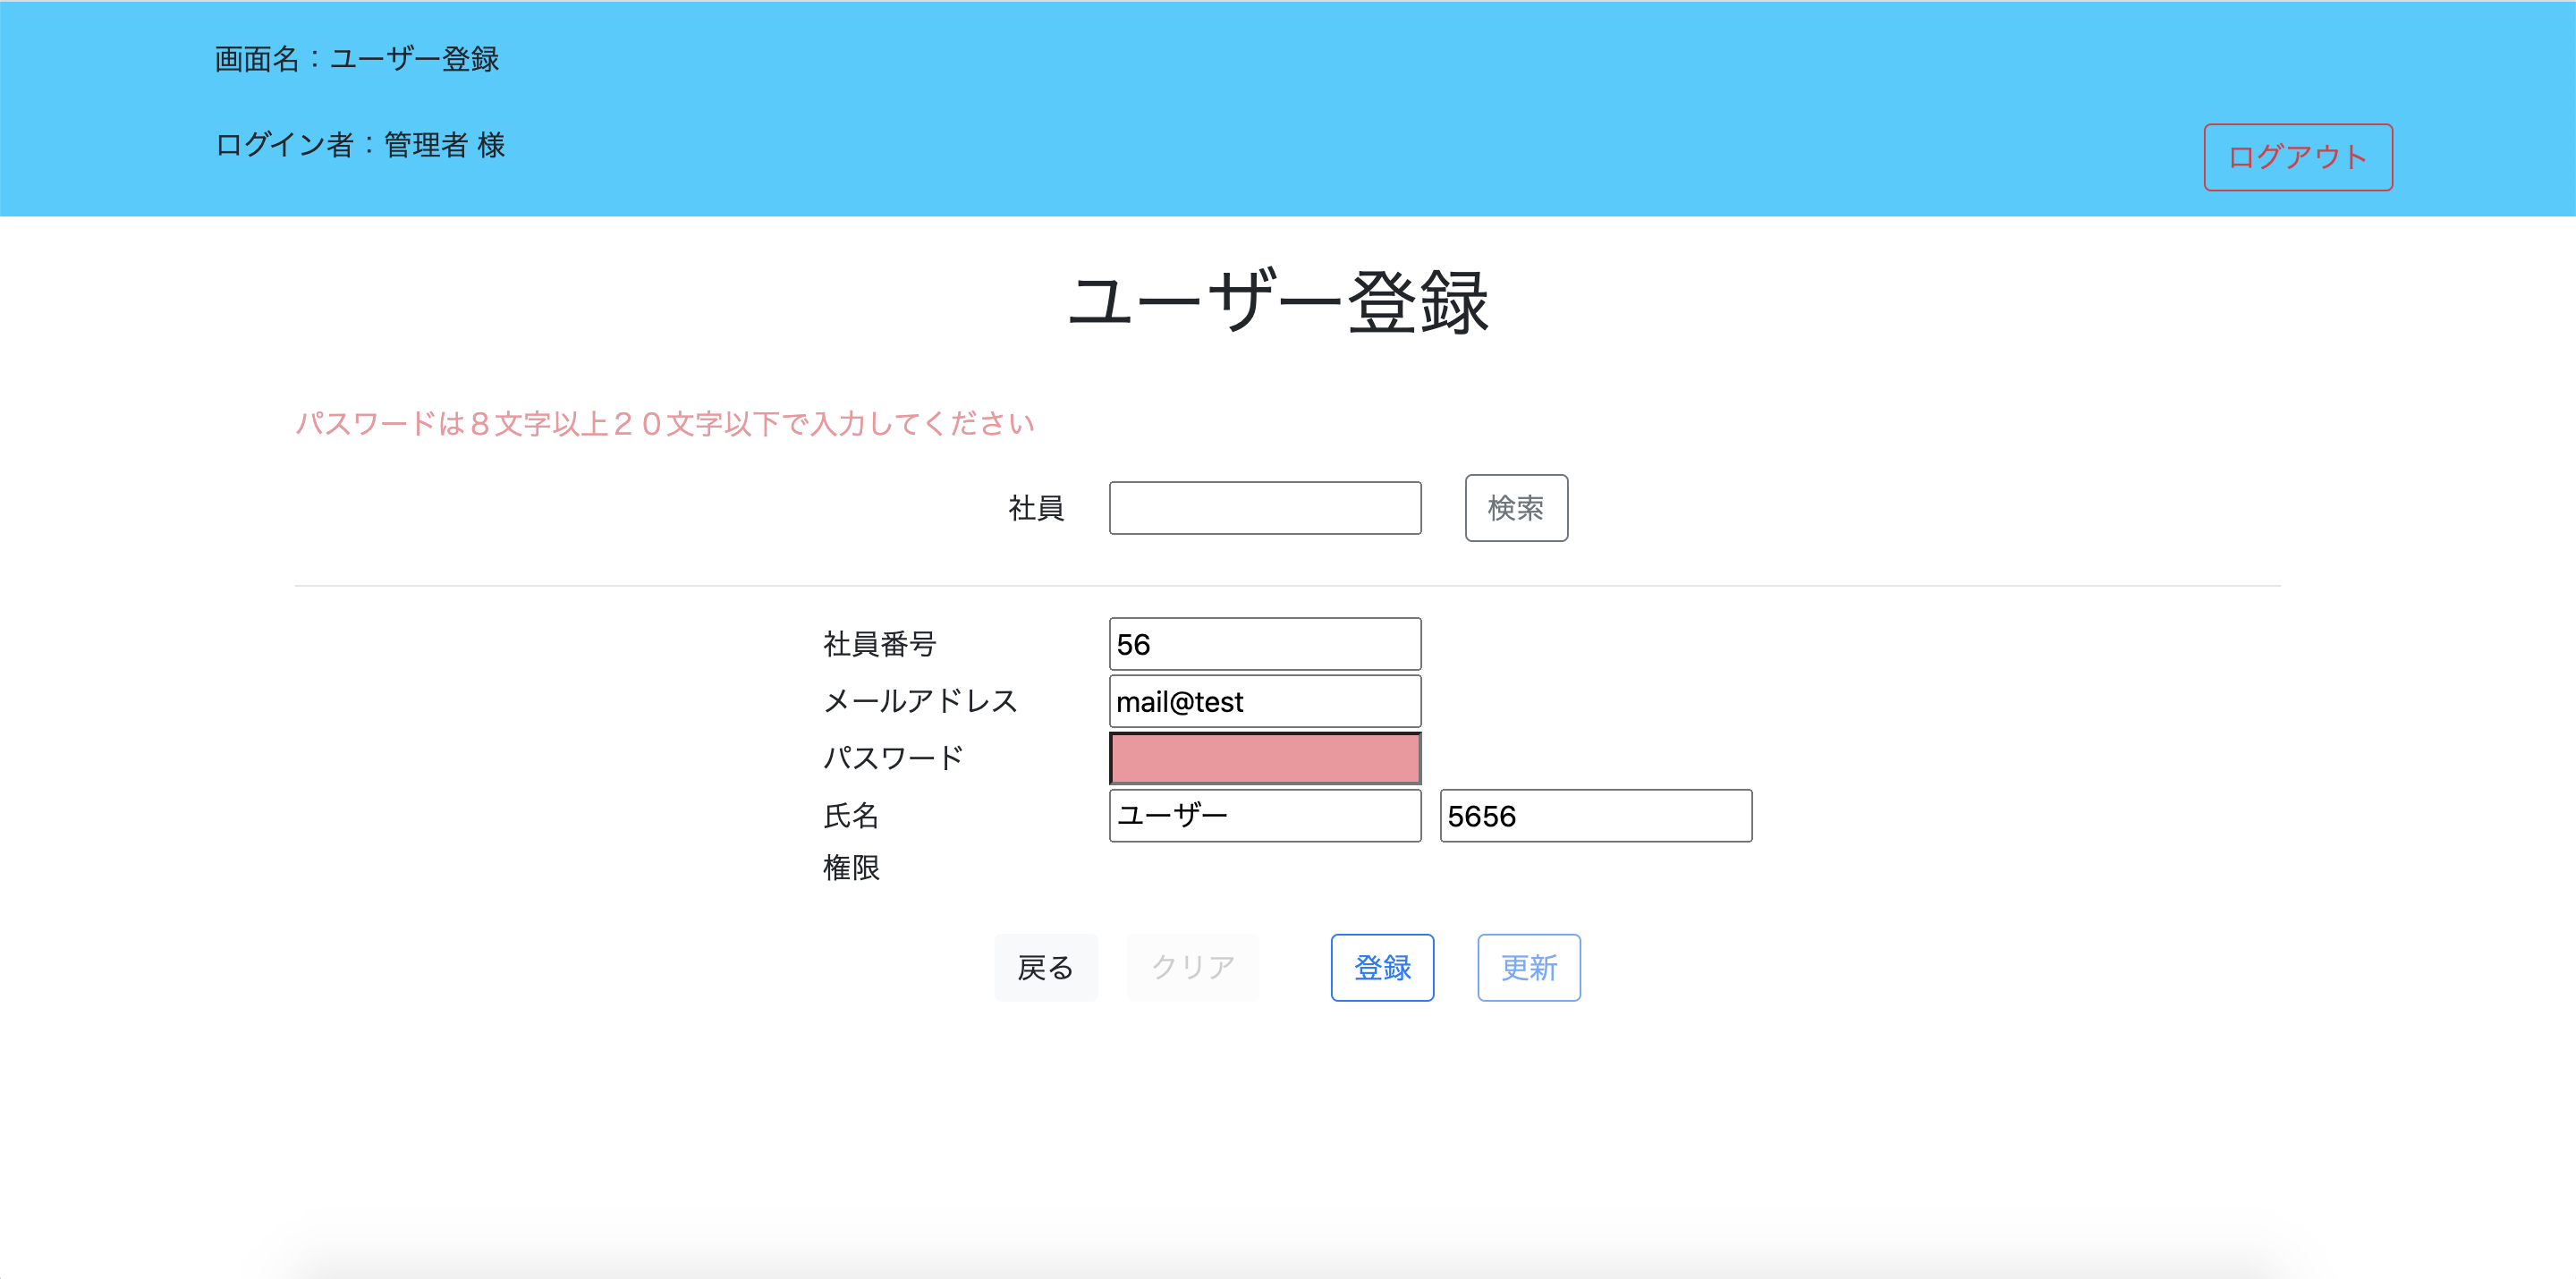 画面名：ユーザー登録
ログイン者：管理者 様
ログアウト
ユーザー登録
パスワードは８文字以上２０文字以下で入力してください
社員 検索
社員番号 56
メールアドレス mail@test
パスワード
氏名 ユーザー 5656
権限
戻る クリア 登録 更新